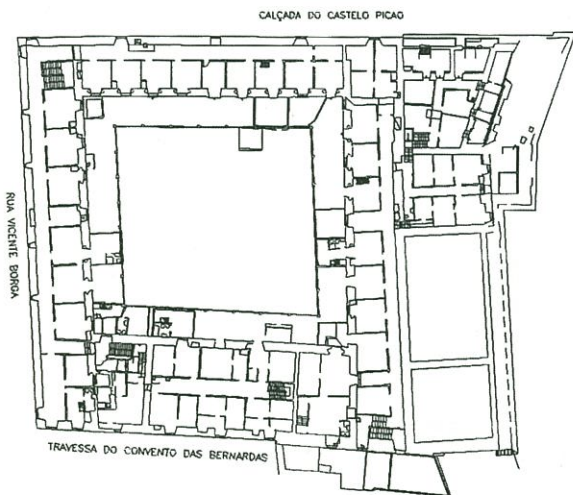 CALÇADA DO CASTELO PICAO
RUA VICENTE BORGA
TRAVESSA DO CONVENTO DAS BERNARDAS